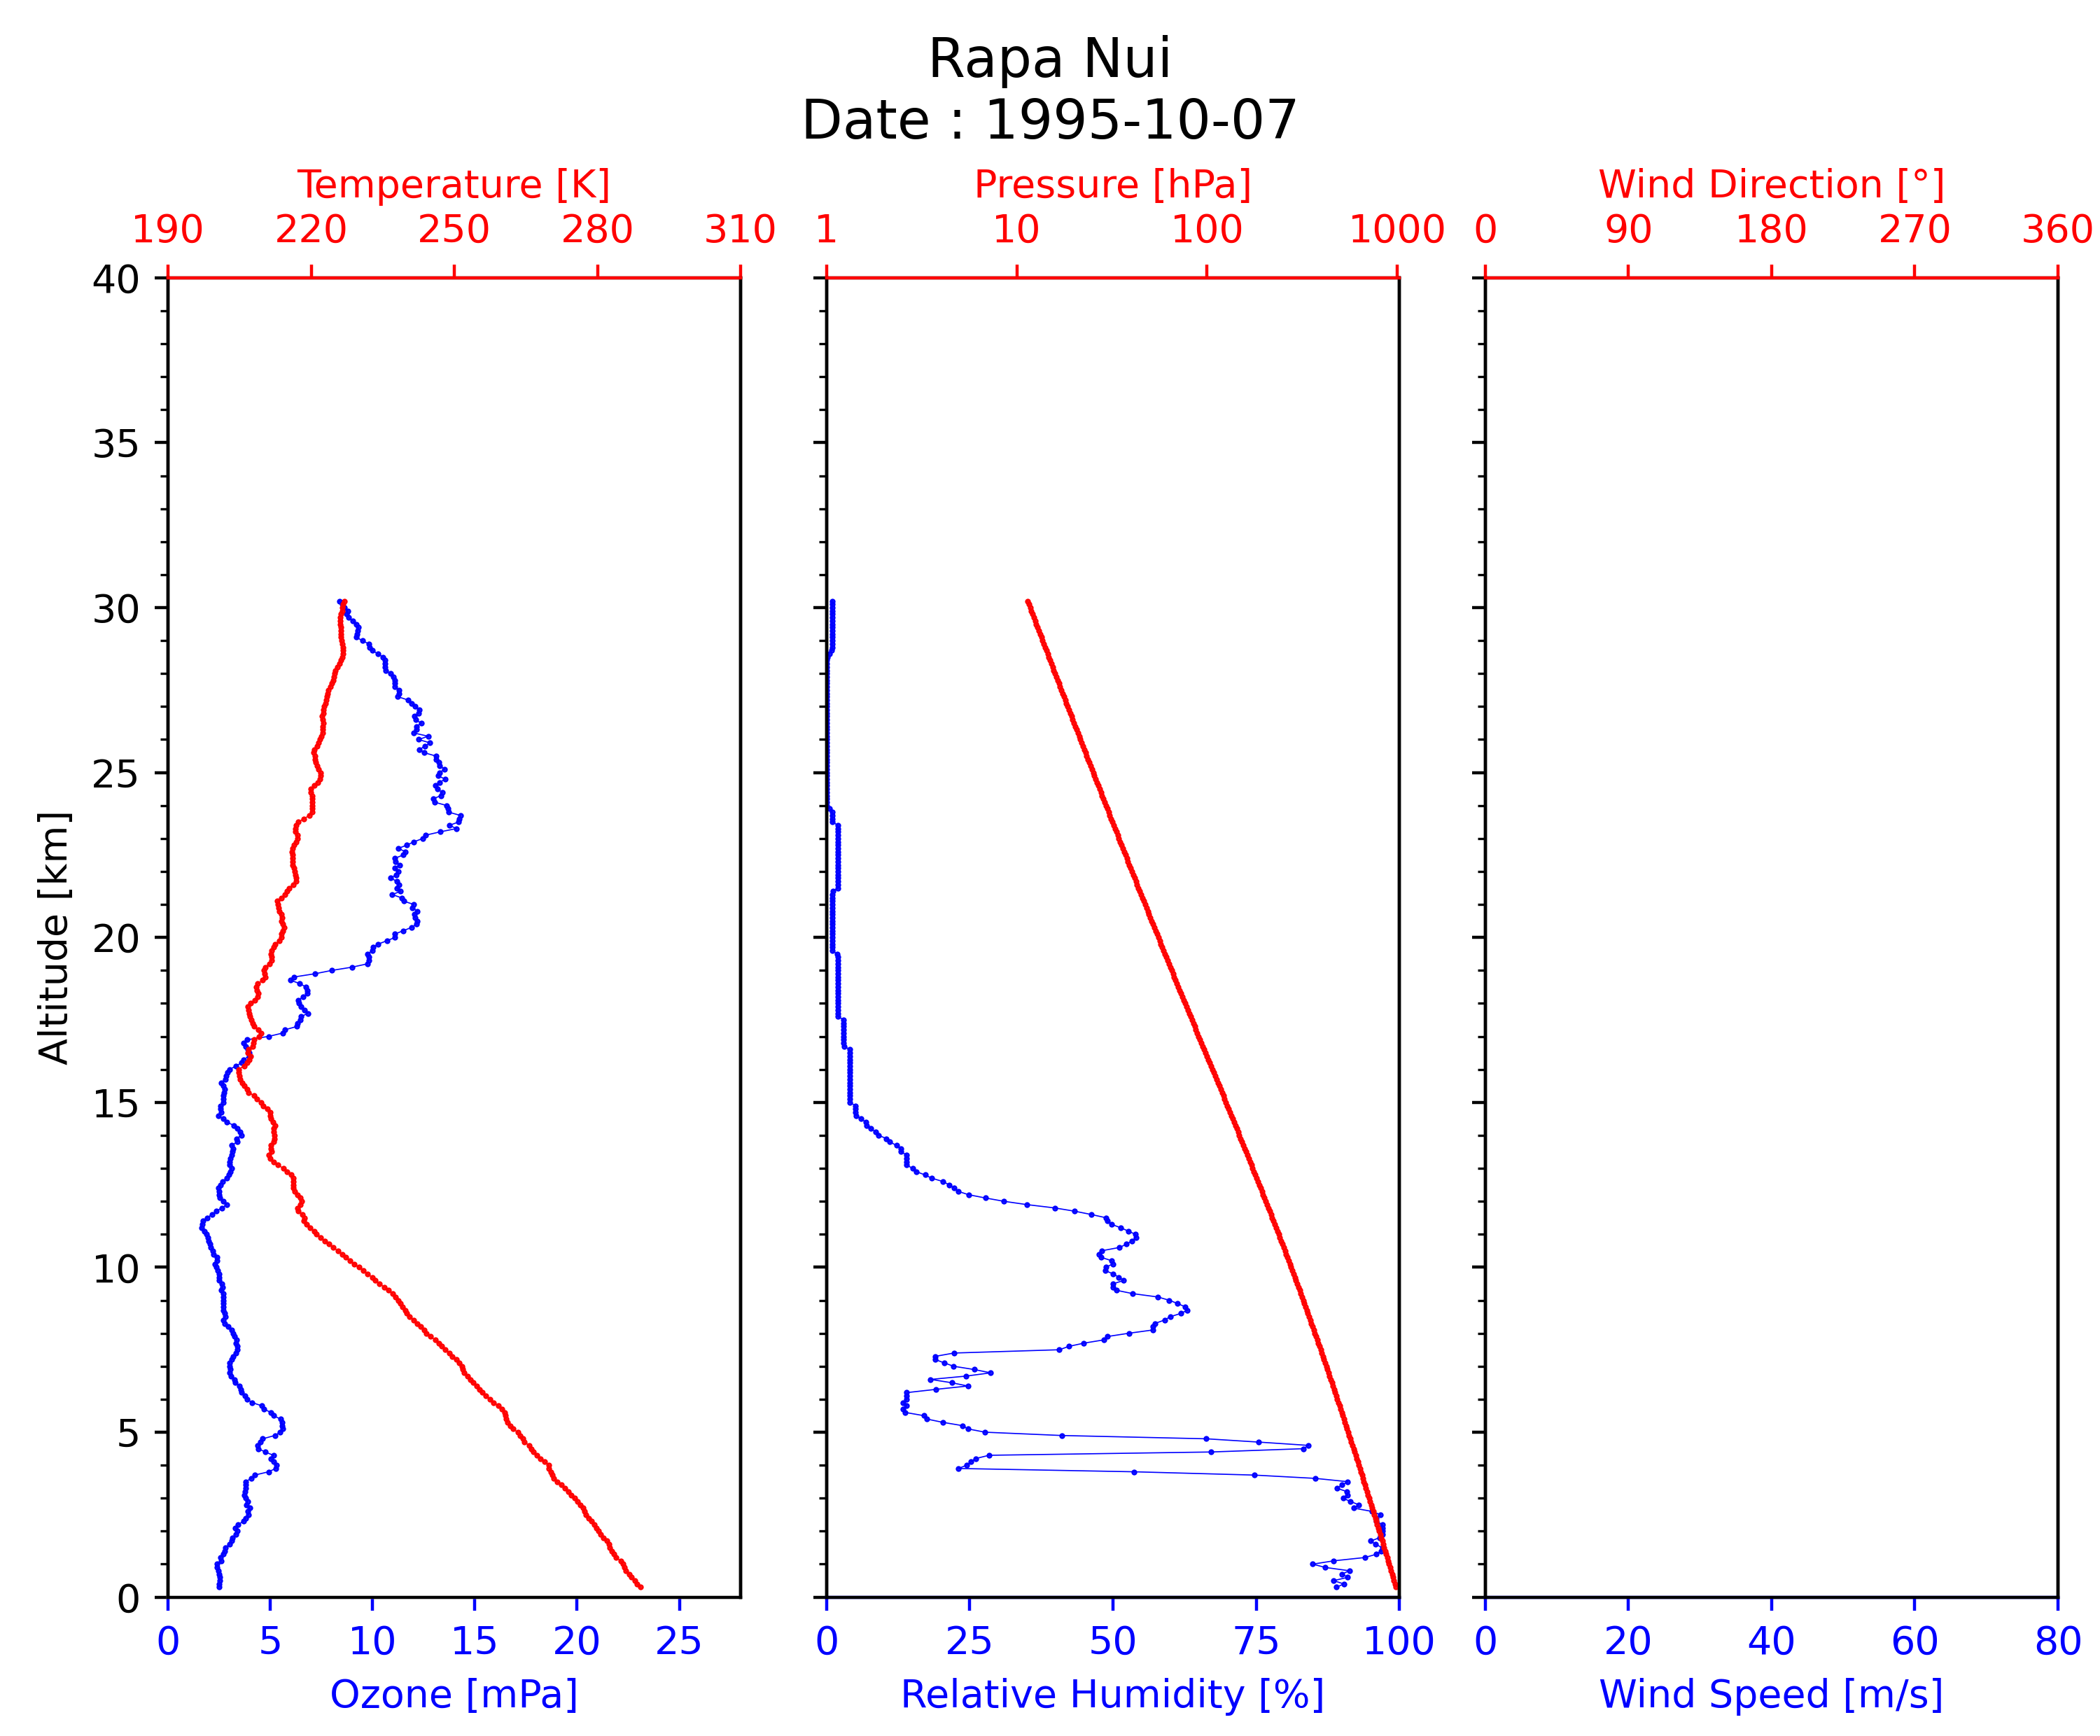 Rapa Nui
Date : 1995-10-07
Temperature [K]
190 220 250 280 310
Pressure [hPa]
1 10 100 1000
Wind Direction [°]
0 90 180 270 360
Altitude [km]
40
35
30
25
20
15
10
5
0
0 5 10 15 20 25
Ozone [mPa]
0 25 50 75 100
Relative Humidity [%]
0 20 40 60 80
Wind Speed [m/s]